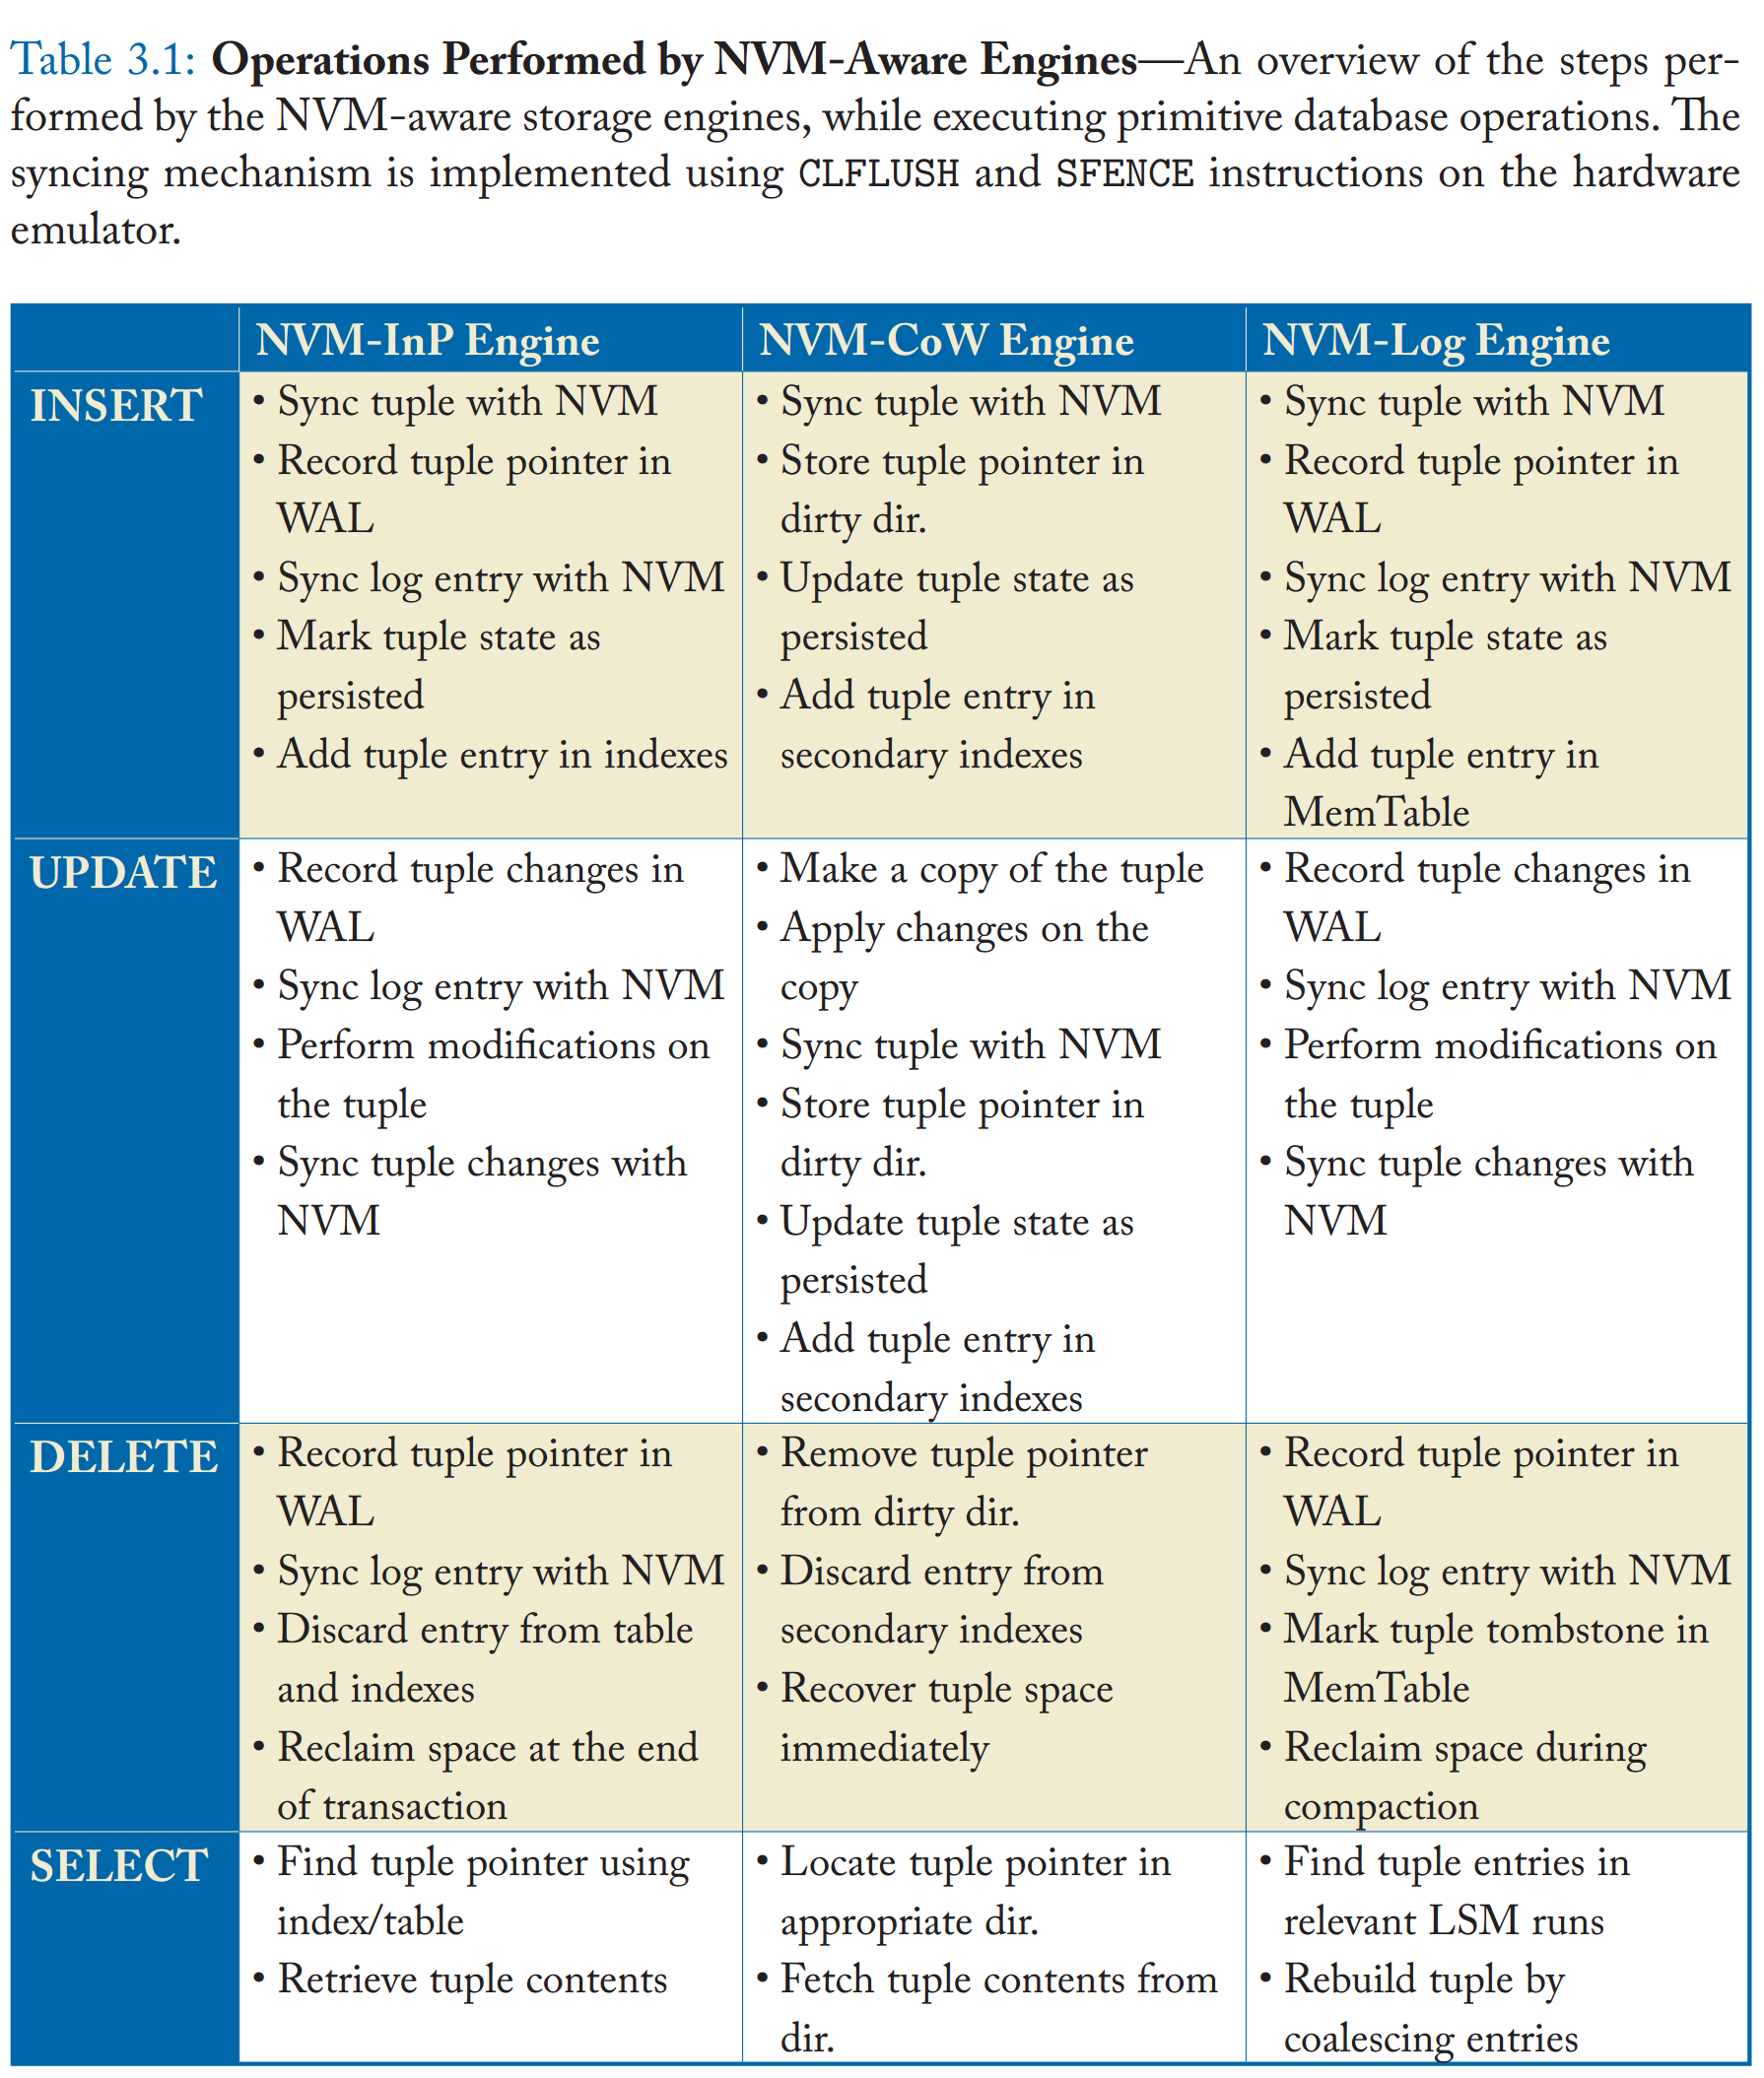 Table 3.1: Operations Performed by NVM-Aware Engines—An overview of the steps per-
formed by the NVM-aware storage engines, while executing primitive database operations. The
syncing mechanism is implemented using CLFLUSH and SFENCE instructions on the hardware
emulator.
NVM-InP Engine
NVM-CoW Engine
NVM-Log Engine
INSERT
• Sync tuple with NVM
• Record tuple pointer in
WAL
• Sync log entry with NVM
• Mark tuple state as
persisted
• Add tuple entry in indexes
• Sync tuple with NVM
• Store tuple pointer in
dirty dir.
• Update tuple state as
persisted
• Add tuple entry in
secondary indexes
• Sync tuple with NVM
• Record tuple pointer in
WAL
• Sync log entry with NVM
• Mark tuple state as
persisted
• Add tuple entry in
MemTable
UPDATE
• Record tuple changes in
WAL
• Sync log entry with NVM
• Perform modifications on
the tuple
• Sync tuple changes with
NVM
• Make a copy of the tuple
• Apply changes on the
copy
• Sync tuple with NVM
• Store tuple pointer in
dirty dir.
• Update tuple state as
persisted
• Add tuple entry in
secondary indexes
• Record tuple changes in
WAL
• Sync log entry with NVM
• Perform modifications on
the tuple
• Sync tuple changes with
NVM
DELETE
• Record tuple pointer in
WAL
• Sync log entry with NVM
• Discard entry from table
and indexes
• Reclaim space at the end
of transaction
• Remove tuple pointer
from dirty dir.
• Discard entry from
secondary indexes
• Recover tuple space
immediately
• Record tuple pointer in
WAL
• Sync log entry with NVM
• Mark tuple tombstone in
MemTable
• Reclaim space during
compaction
SELECT
• Find tuple pointer using
index/table
• Retrieve tuple contents
• Locate tuple pointer in
appropriate dir.
• Fetch tuple contents from
dir.
• Find tuple entries in
relevant LSM runs
• Rebuild tuple by
coalescing entries